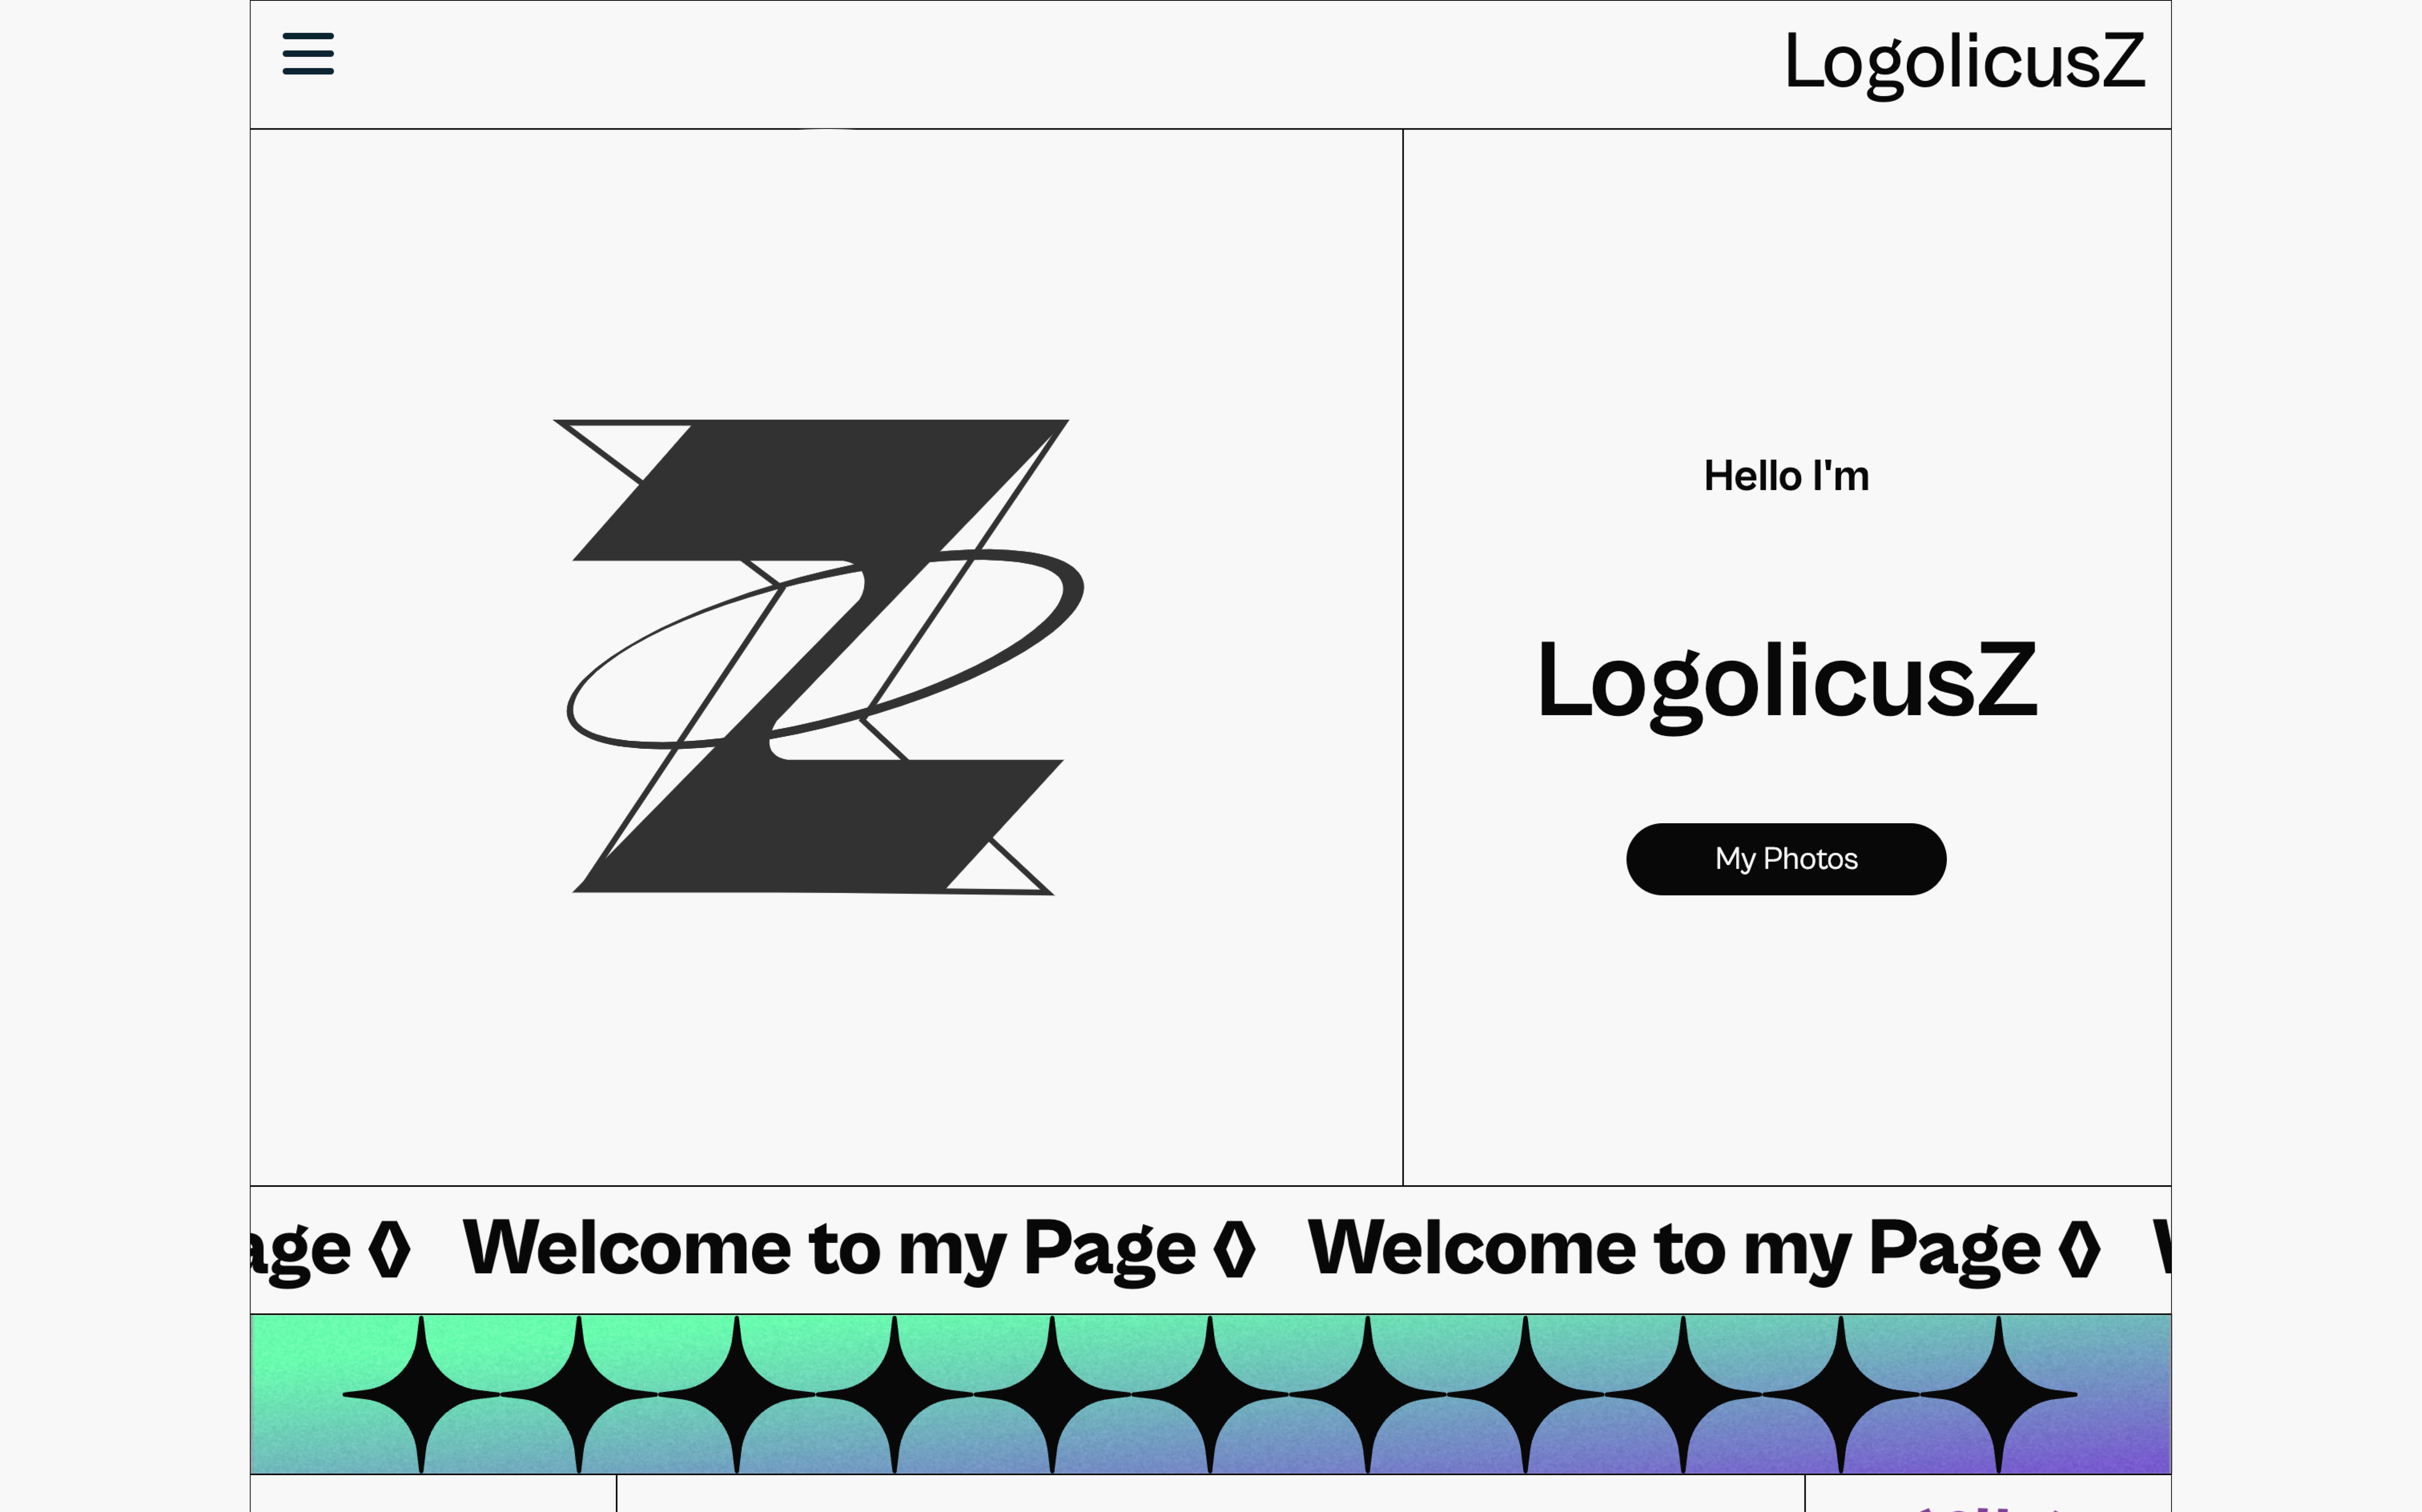 LogolicusZ
Hello I'm
LogolicusZ
My Photos
age ◊ Welcome to my Page ◊ Welcome to my Page ◊